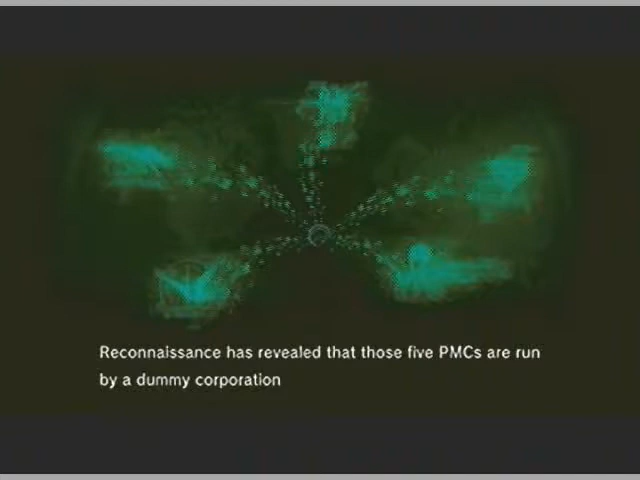 Reconnaissance has revealed that those five PMCs are run
by a dummy corporation